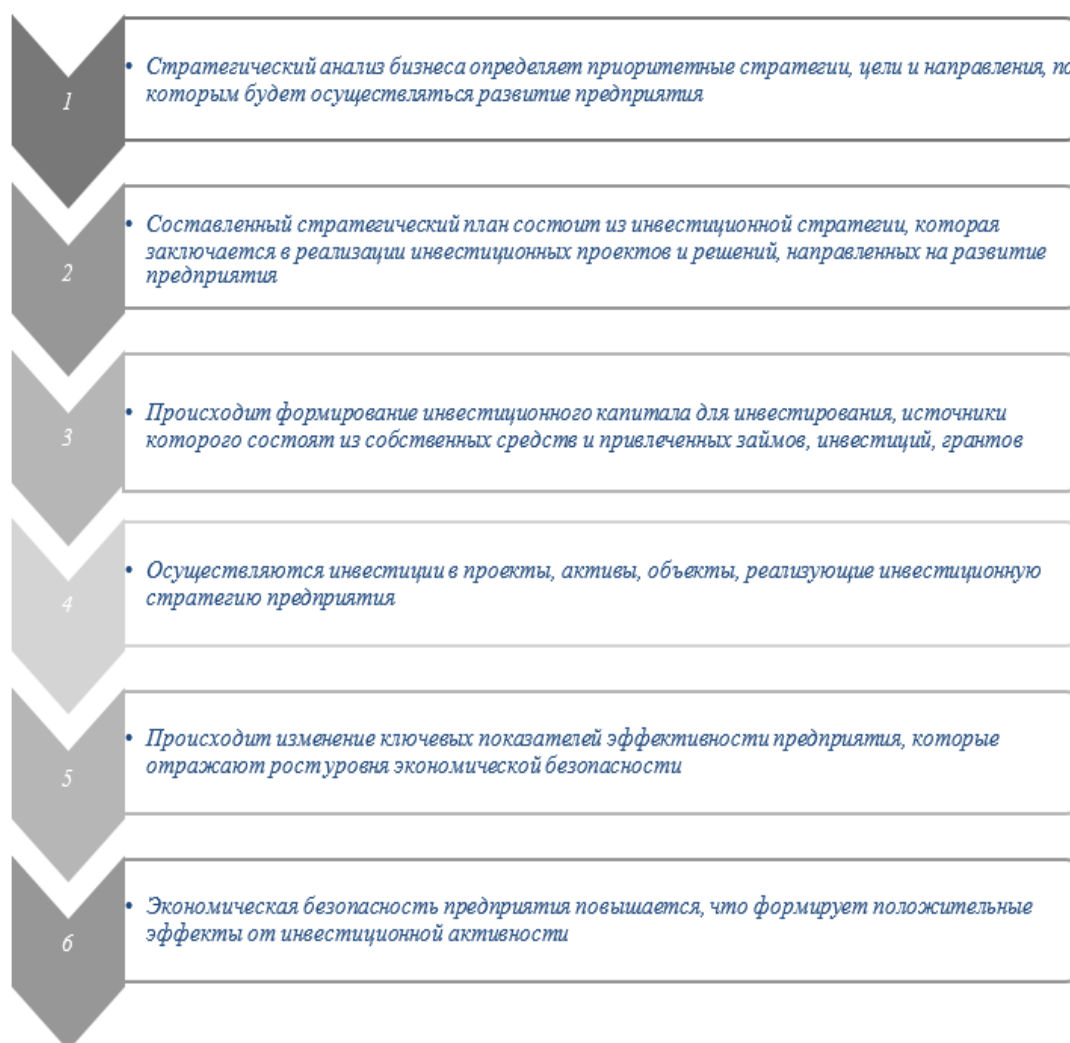 1
• Стратегический анализ бизнеса определяет приоритетные стратегии, цели и направления, по
которым будет осуществляться развитие предприятия
2
• Составленный стратегический план состоит из инвестиционной стратегии, которая
заключается в реализации инвестиционных проектов и решений, направленных на развитие
предприятия
3
• Происходит формирование инвестиционного капитала для инвестирования, источники
которого состоят из собственных средств и привлеченных займов, инвестиций, грантов
4
• Осуществляются инвестиции в проекты, активы, объекты, реализующие инвестиционную
стратегию предприятия
5
• Происходит изменение ключевых показателей эффективности предприятия, которые
отражают рост уровня экономической безопасности
6
• Экономическая безопасность предприятия повышается, что формирует положительные
эффекты от инвестиционной активности